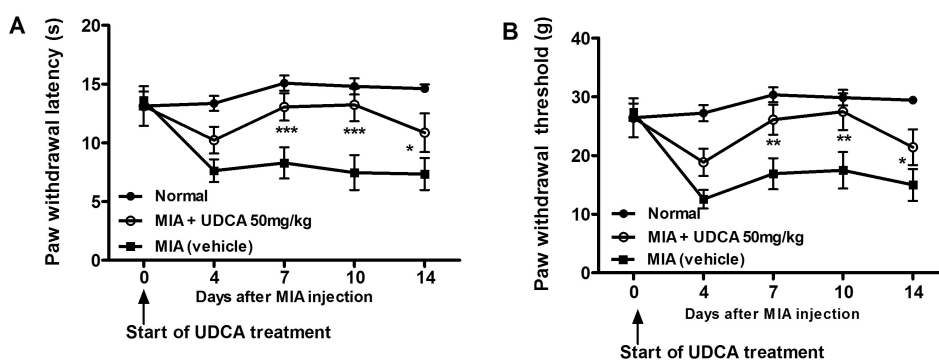 A
Paw withdrawal latency (s)
20
15
10
5
0
***
***
*
Normal
MIA + UDCA 50mg/kg
MIA (vehicle)
0 4 7 10 14
Days after MIA injection
Start of UDCA treatment
B
Paw withdrawal threshold (g)
40
30
20
10
0
**
**
*
Normal
MIA + UDCA 50mg/kg
MIA (vehicle)
0 4 7 10 14
Days after MIA injection
Start of UDCA treatment